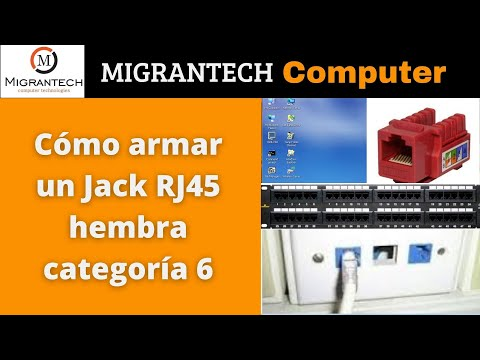 M
MIGRANTECH
computer technologies
MIGRANTECH Computer
Cómo armar
un Jack RJ45
hembra
categoría 6